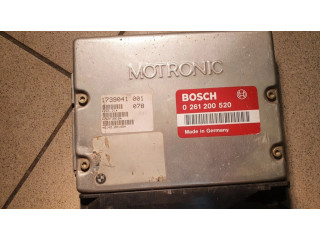 MOTRONIC
1739041 001
078
BOSCH
0 261 200 520
Made in Germany